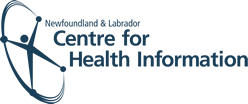 Newfoundland & Labrador
Centre for
Health Information